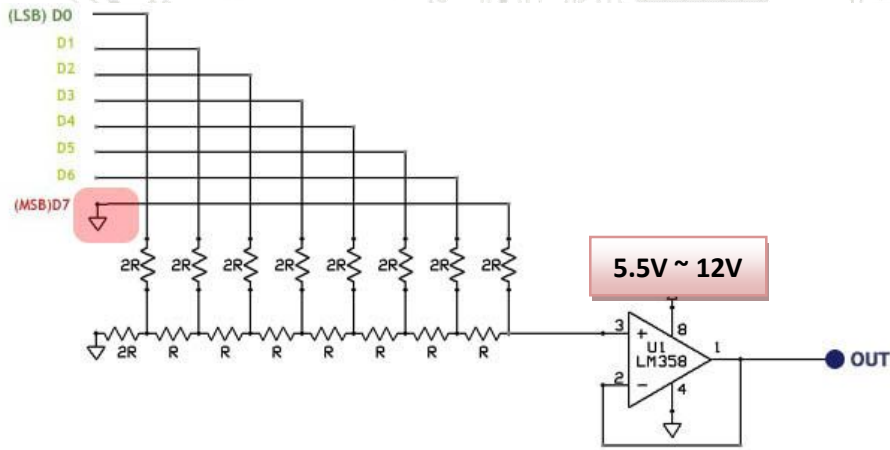 (LSB) D0
D1
D2
D3
D4
D5
D6
(MSB)D7
2R 2R 2R 2R 2R 2R 2R 2R
5.5V ~ 12V
2R R R R R R R
3 + 8
U1 1
LM358
2 - 4
OUT